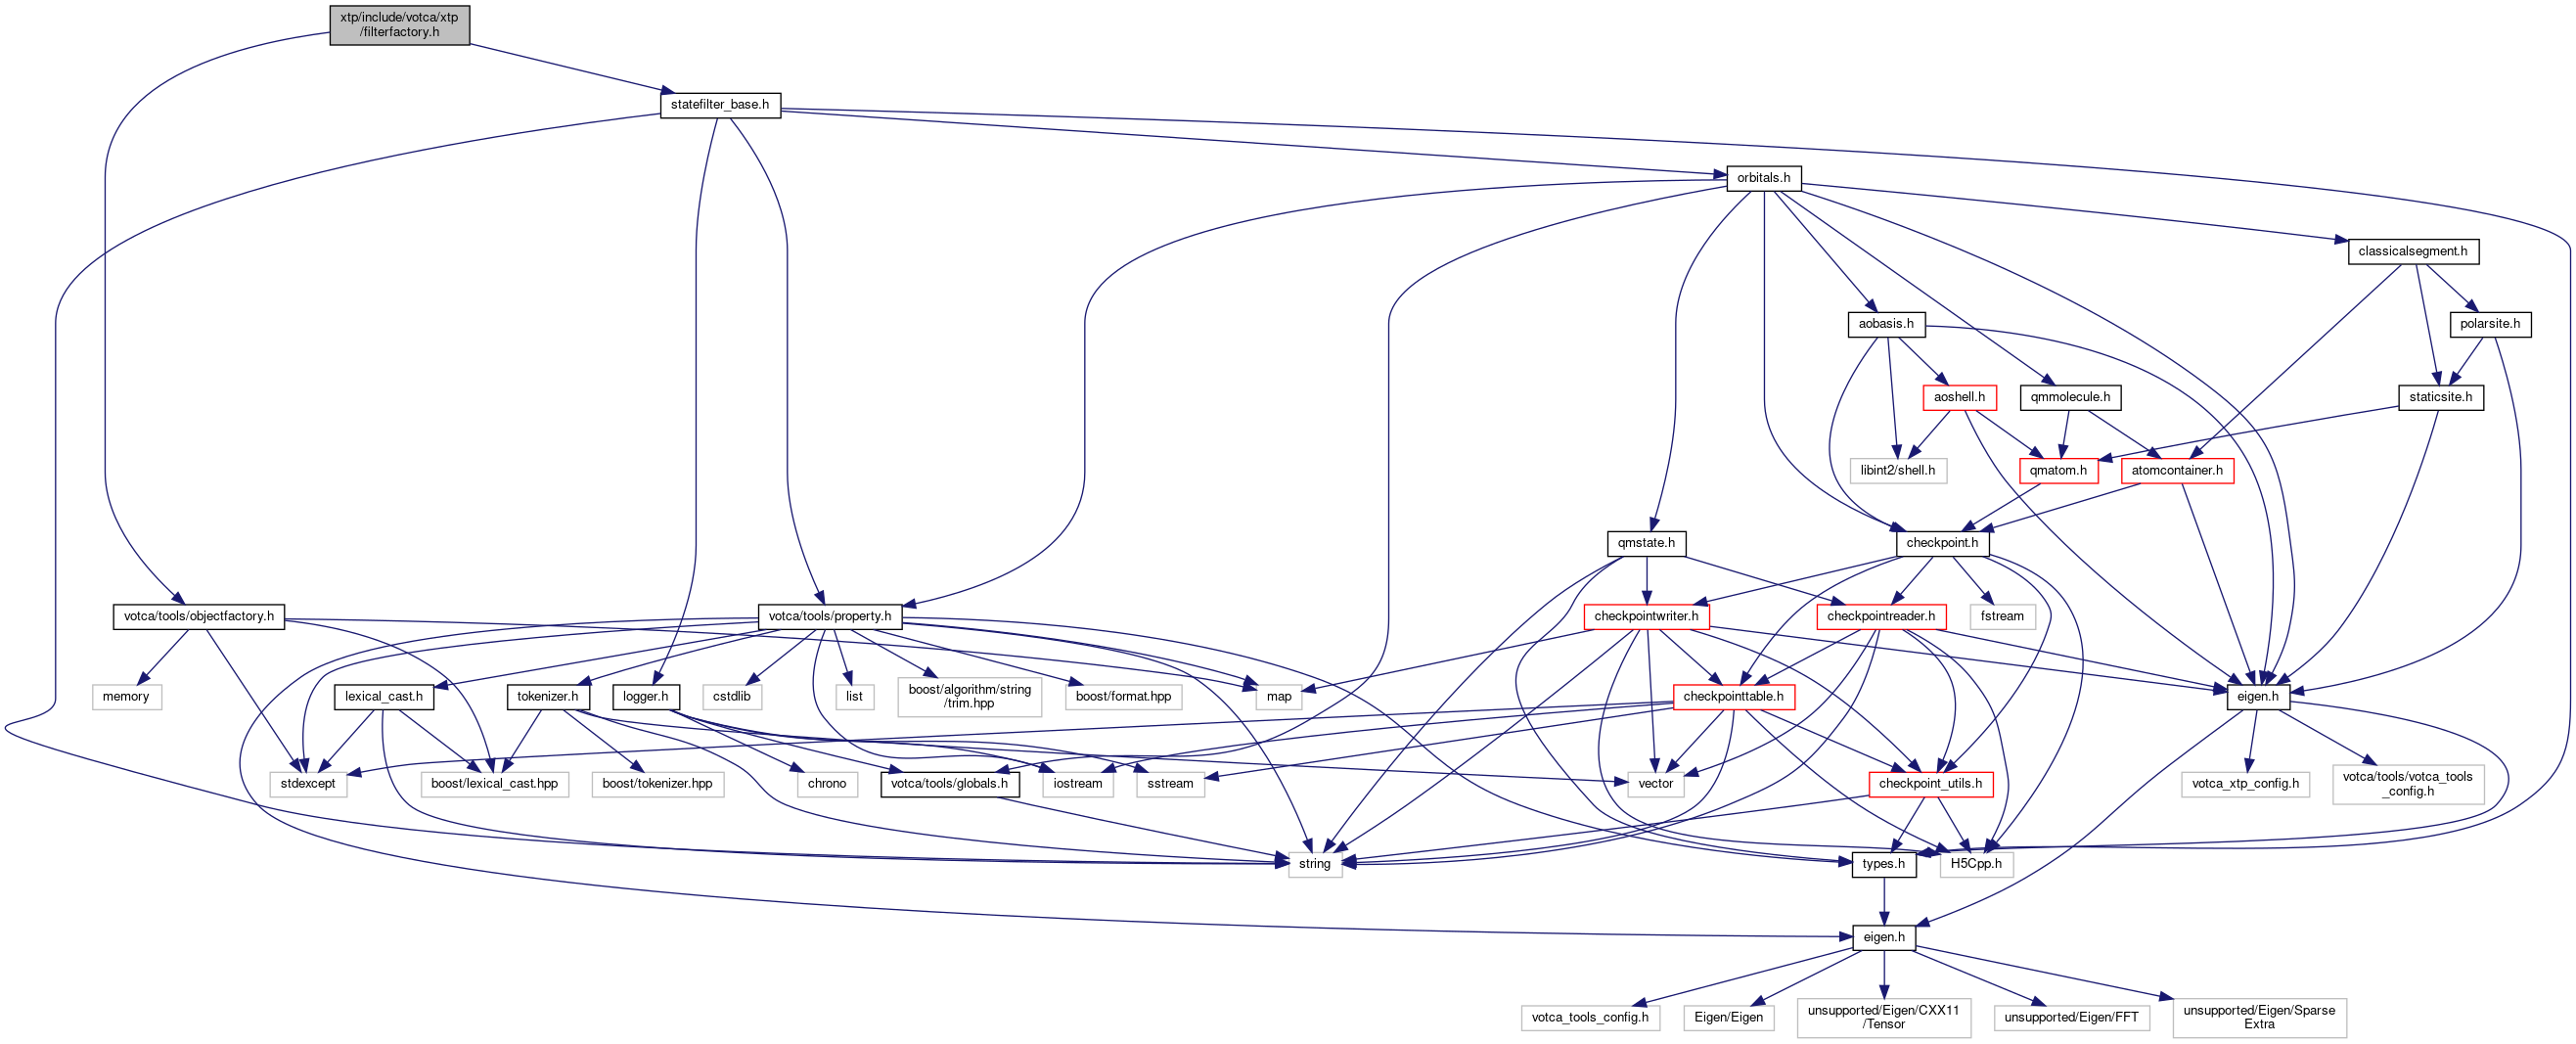 xtp/include/votca/xtp
/filterfactory.h
statefilter_base.h
orbitals.h
classicalsegment.h
aobasis.h
polarsite.h
aoshell.h
qmmolecule.h
staticsite.h
libint2/shell.h
qmatom.h
atomcontainer.h
qmstate.h
checkpoint.h
votca/tools/objectfactory.h
votca/tools/property.h
checkpointwriter.h
checkpointreader.h
fstream
memory
lexical_cast.h
tokenizer.h
logger.h
cstdlib
list
boost/algorithm/string
/trim.hpp
boost/format.hpp
map
checkpointtable.h
eigen.h
stdexcept
boost/lexical_cast.hpp
boost/tokenizer.hpp
chrono
votca/tools/globals.h
iostream
sstream
vector
checkpoint_utils.h
votca_xtp_config.h
votca/tools/votca_tools
_config.h
string
types.h
H5Cpp.h
eigen.h
votca_tools_config.h
Eigen/Eigen
unsupported/Eigen/CXX11
/Tensor
unsupported/Eigen/FFT
unsupported/Eigen/Sparse
Extra